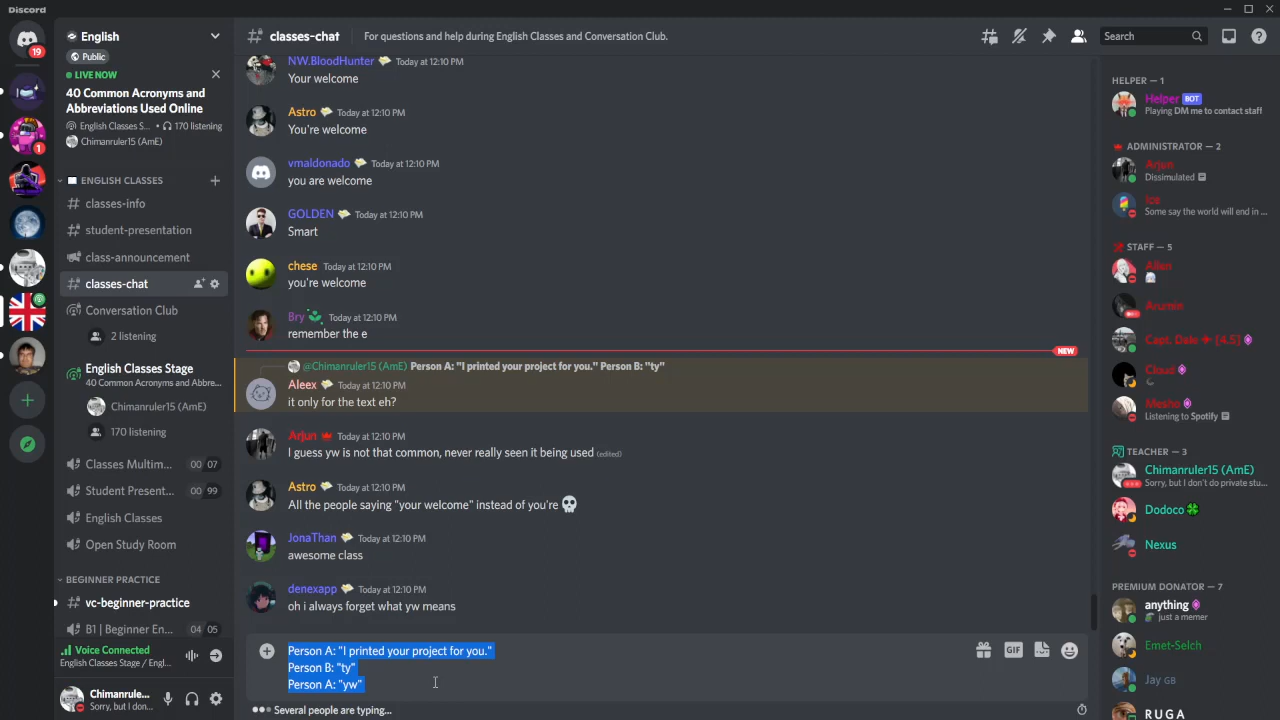 Discord
19
English
Public
LIVE NOW
40 Common Acronyms and
Abbreviations Used Online
English Classes S... • 170 listening
Chimanruler15 (AmE)
1
ENGLISH CLASSES
classes-info
student-presentation
class-announcement
classes-chat
Conversation Club
2 listening
English Classes Stage
40 Common Acronyms and Abbre...
Chimanruler15 (AmE)
170 listening
Classes Multim... 00 07
Student Present... 00 99
English Classes
Open Study Room
BEGINNER PRACTICE
vc-beginner-practice
B1 | Beginner En... 04 05
Voice Connected
English Classes Stage / Engl...
Chimanruler...
Sorry, but I don...
classes-chat For questions and help during English Classes and Conversation Club.
Search
NW.BloodHunter Today at 12:10 PM
Your welcome
Astro Today at 12:10 PM
You're welcome
vmaldonado Today at 12:10 PM
you are welcome
GOLDEN Today at 12:10 PM
Smart
chese Today at 12:10 PM
you're welcome
Bry Today at 12:10 PM
remember the e
NEW
@Chimanruler15 (AmE) Person A: "I printed your project for you." Person B: "ty"
Aleex Today at 12:10 PM
it only for the text eh?
Arjun Today at 12:10 PM
I guess yw is not that common, never really seen it being used (edited)
Astro Today at 12:10 PM
All the people saying "your welcome" instead of you're
JonaThan Today at 12:10 PM
awesome class
denexapp Today at 12:10 PM
oh i always forget what yw means
Person A: "I printed your project for you."
Person B: "ty"
Person A: "yw"
GIF
Several people are typing...
HELPER — 1
Helper BOT
Playing DM me to contact staff
ADMINISTRATOR — 2
Arjun
Dissimulated
Ice
Some say the world will end in ...
STAFF — 5
Allen
Arumin
Capt. Dale [4.5]
Cloud
Mesho
Listening to Spotify
TEACHER — 3
Chimanruler15 (AmE)
Sorry, but I don't do private stu...
Dodoco
Nexus
PREMIUM DONATOR — 7
anything
just a memer
Emet-Selch
Jay GB
R U G A